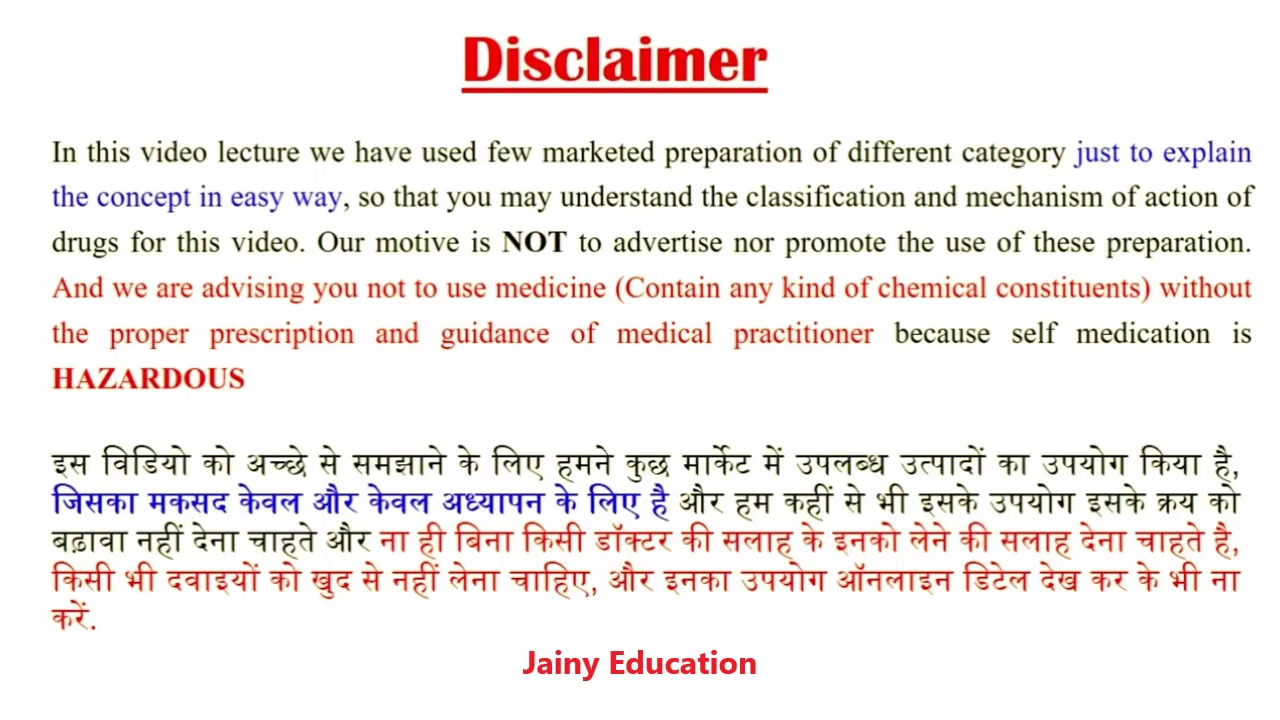 Disclaimer
In this video lecture we have used few marketed preparation of different category just to explain
the concept in easy way, so that you may understand the classification and mechanism of action of
drugs for this video. Our motive is NOT to advertise nor promote the use of these preparation.
And we are advising you not to use medicine (Contain any kind of chemical constituents) without
the proper prescription and guidance of medical practitioner because self medication is
HAZARDOUS
इस विडियो को अच्छे से समझाने के लिए हमने कुछ मार्केट में उपलब्ध उत्पादों का उपयोग किया है,
जिसका मकसद केवल और केवल अध्यापन के लिए है और हम कहीं से भी इसके उपयोग इसके क्रय को
बढ़ावा नहीं देना चाहते और ना ही बिना किसी डॉक्टर की सलाह के इनको लेने की सलाह देना चाहते है,
किसी भी दवाइयों को खुद से नहीं लेना चाहिए, और इनका उपयोग ऑनलाइन डिटेल देख कर के भी ना
करें.
Jainy Education